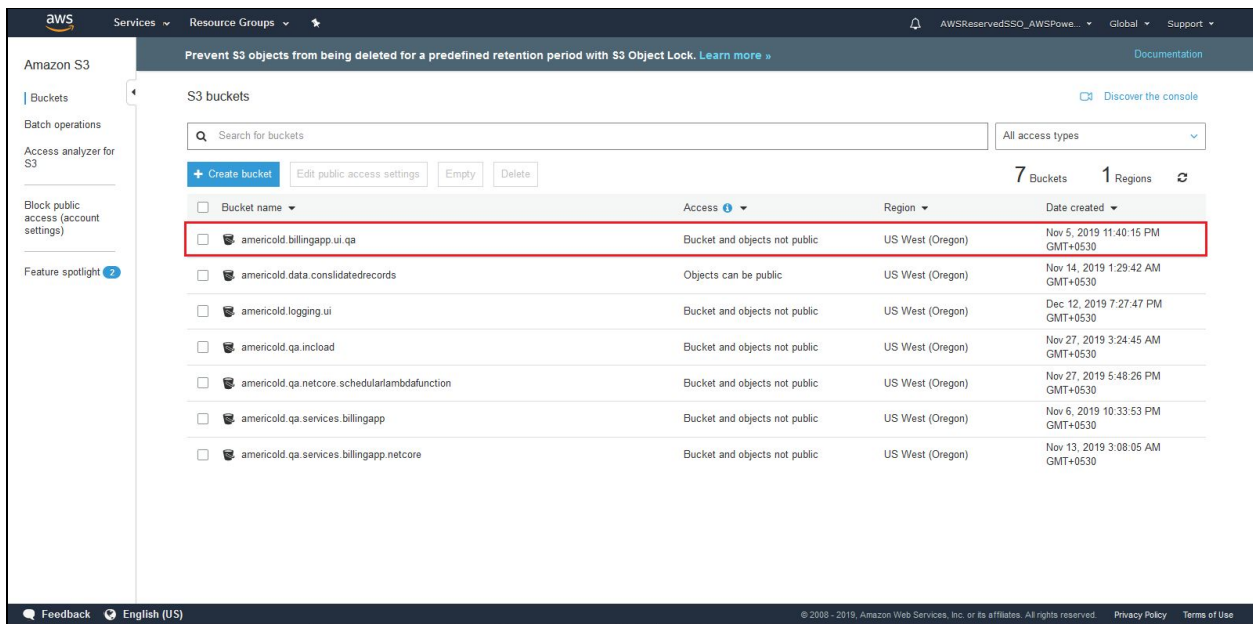 aws Services Resource Groups AWSReservedSSO_AWSPowe... Global Support
Amazon S3
Prevent S3 objects from being deleted for a predefined retention period with S3 Object Lock. Learn more » Documentation
Buckets
Batch operations
Access analyzer for
S3
Block public
access (account
settings)
Feature spotlight 2
S3 buckets Discover the console
Search for buckets All access types
+ Create bucket Edit public access settings Empty Delete 7 Buckets 1 Regions
Bucket name Access Region Date created
americold.billingapp.ui.qa Bucket and objects not public US West (Oregon) Nov 5, 2019 11:40:15 PM
GMT+0530
americold.data.conslidatedrecords Objects can be public US West (Oregon) Nov 14, 2019 1:29:42 AM
GMT+0530
americold.logging.ui Bucket and objects not public US West (Oregon) Dec 12, 2019 7:27:47 PM
GMT+0530
americold.qa.incload Bucket and objects not public US West (Oregon) Nov 27, 2019 3:24:45 AM
GMT+0530
americold.qa.netcore.schedularlambdafunction Bucket and objects not public US West (Oregon) Nov 27, 2019 5:48:26 PM
GMT+0530
americold.qa.services.billingapp Bucket and objects not public US West (Oregon) Nov 6, 2019 10:33:53 PM
GMT+0530
americold.qa.services.billingapp.netcore Bucket and objects not public US West (Oregon) Nov 13, 2019 3:08:05 AM
GMT+0530
Feedback English (US) © 2008 - 2019, Amazon Web Services, Inc. or its affiliates. All rights reserved. Privacy Policy Terms of Use